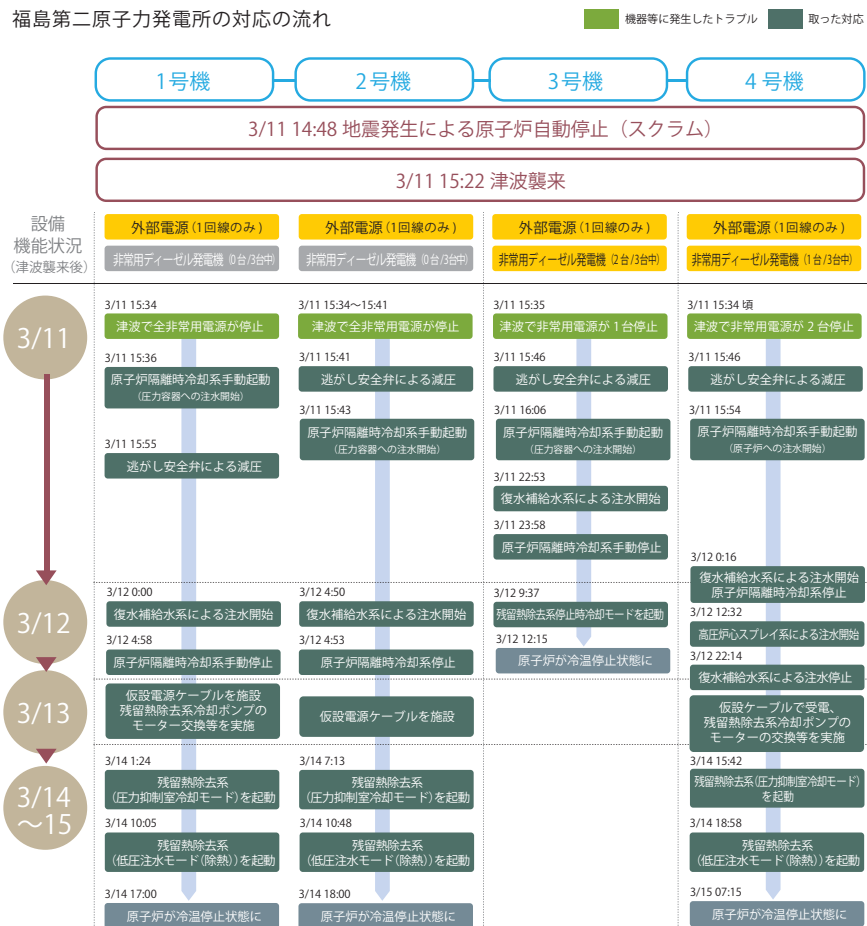 福島第二原子力発電所の対応の流れ
機器等に発生したトラブル
取った対応
1号機
2号機
3号機
4号機
3/11 14:48 地震発生による原子炉自動停止（スクラム）
3/11 15:22 津波襲来
設備
機能状況
（津波襲来後）
外部電源（1回線のみ）
非常用ディーゼル発電機（0台/3台中）
外部電源（1回線のみ）
非常用ディーゼル発電機（0台/3台中）
外部電源（1回線のみ）
非常用ディーゼル発電機（2台/3台中）
外部電源（1回線のみ）
非常用ディーゼル発電機（1台/3台中）
3/11
3/12
3/13
3/14
～15
3/11 15:34
津波で全非常用電源が停止
3/11 15:36
原子炉隔離時冷却系手動起動
（圧力容器への注水開始）
3/11 15:55
逃がし安全弁による減圧
3/12 0:00
復水補給水系による注水開始
3/12 4:58
原子炉隔離時冷却系手動停止
仮設電源ケーブルを施設
残留熱除去系冷却ポンプの
モーター交換等を実施
3/14 1:24
残留熱除去系
（圧力抑制室冷却モード）を起動
3/14 10:05
残留熱除去系
（低圧注水モード（除熱））を起動
3/14 17:00
原子炉が冷温停止状態に
3/11 15:34～15:41
津波で全非常用電源が停止
3/11 15:41
逃がし安全弁による減圧
3/11 15:43
原子炉隔離時冷却系手動起動
（圧力容器への注水開始）
3/12 4:50
復水補給水系による注水開始
3/12 4:53
原子炉隔離時冷却系停止
仮設電源ケーブルを施設
3/14 7:13
残留熱除去系
（圧力抑制室冷却モード）を起動
3/14 10:48
残留熱除去系
（低圧注水モード（除熱））を起動
3/14 18:00
原子炉が冷温停止状態に
3/11 15:35
津波で非常用電源が1台停止
3/11 15:46
逃がし安全弁による減圧
3/11 16:06
原子炉隔離時冷却系手動起動
（圧力容器への注水開始）
3/11 22:53
復水補給水系による注水開始
3/11 23:58
原子炉隔離時冷却系手動停止
3/12 9:37
残留熱除去系停止時冷却モードを起動
3/12 12:15
原子炉が冷温停止状態に
3/11 15:34 頃
津波で非常用電源が2台停止
3/11 15:46
逃がし安全弁による減圧
3/11 15:54
原子炉隔離時冷却系手動起動
（原子炉への注水開始）
3/12 0:16
復水補給水系による注水開始
原子炉隔離時冷却系停止
3/12 12:32
高圧炉心スプレイ系による注水開始
3/12 22:14
復水補給水系による注水停止
仮設ケーブルで受電、
残留熱除去系冷却ポンプの
モーターの交換等を実施
3/14 15:42
残留熱除去系（圧力抑制室冷却モード）
を起動
3/14 18:58
残留熱除去系
（低圧注水モード（除熱））を起動
3/15 07:15
原子炉が冷温停止状態に